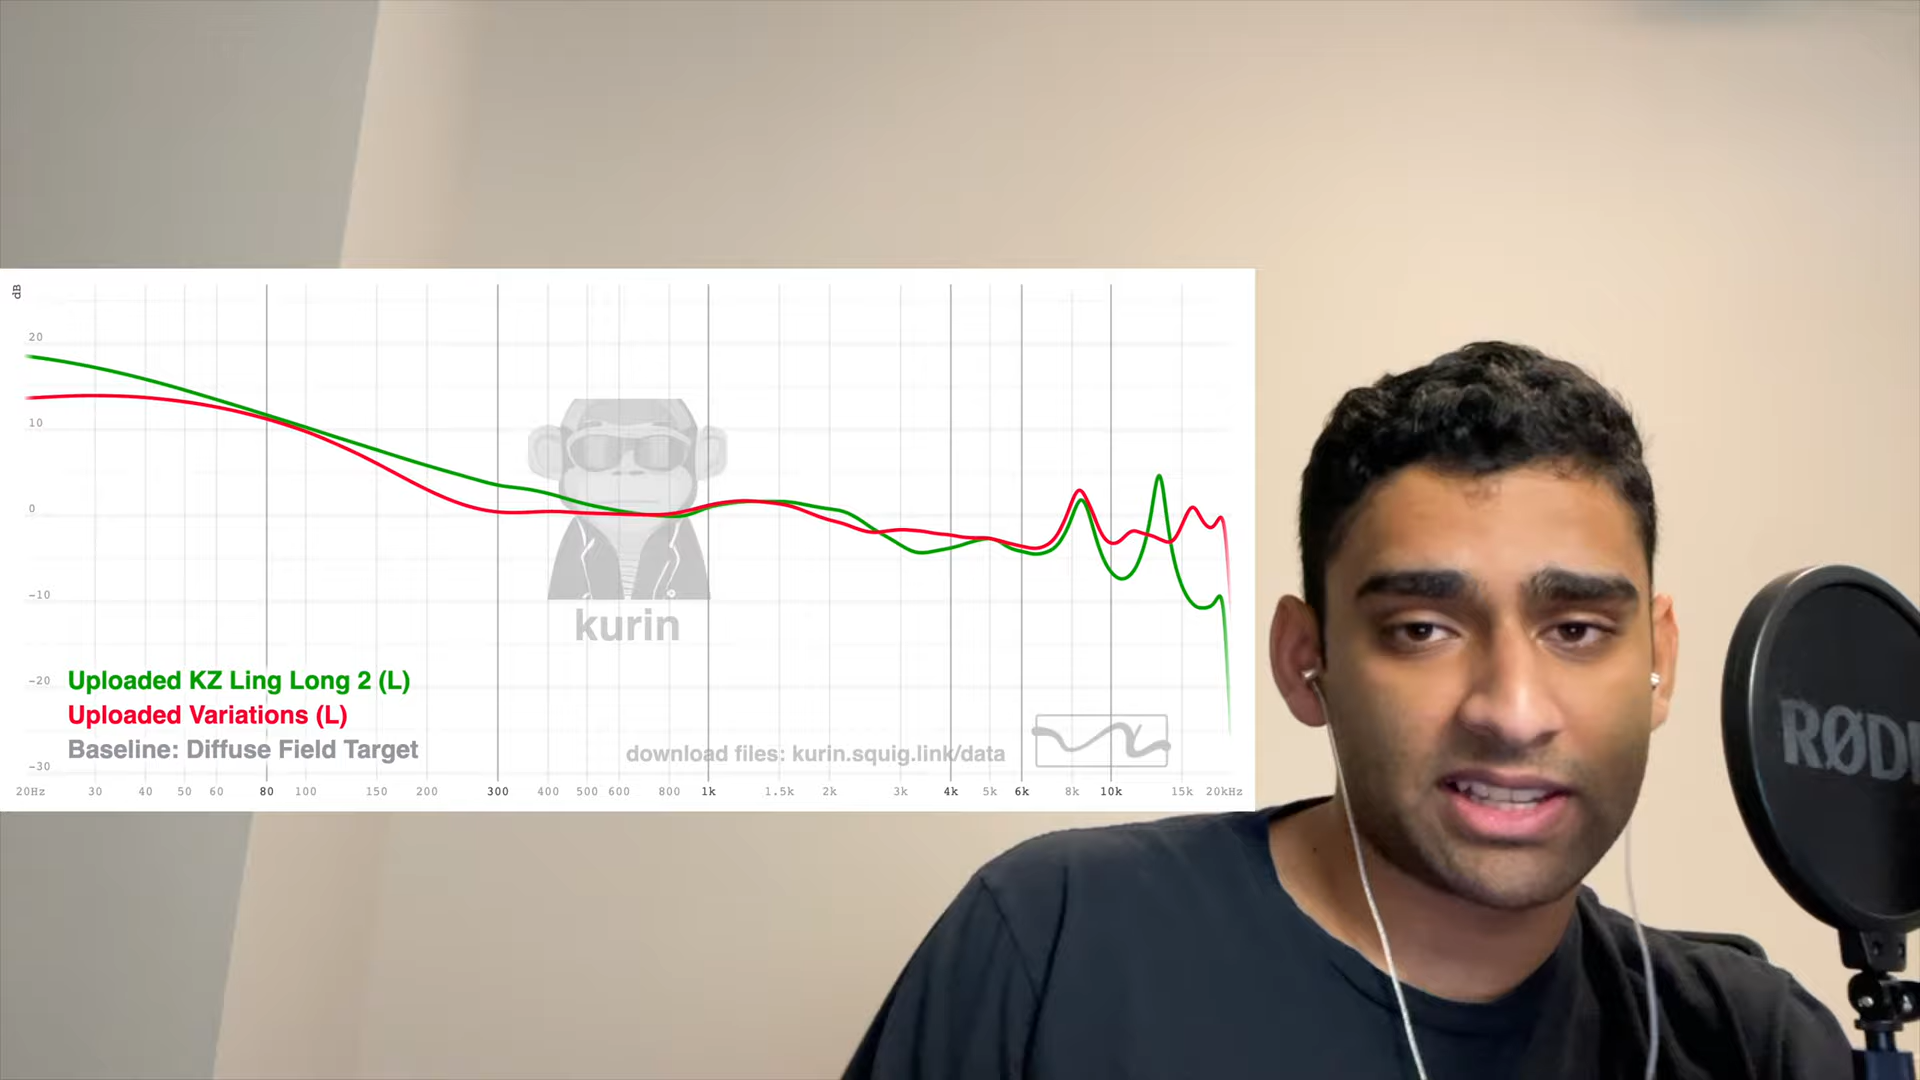 dB
20
10
0
-10
-20
-30
kurin
Uploaded KZ Ling Long 2 (L)
Uploaded Variations (L)
Baseline: Diffuse Field Target
download files: kurin.squig.link/data
20Hz 30 40 50 60 80 100 150 200 300 400 500 600 800 1k 1.5k 2k 3k 4k 5k 6k 8k 10k 15k 20kHz